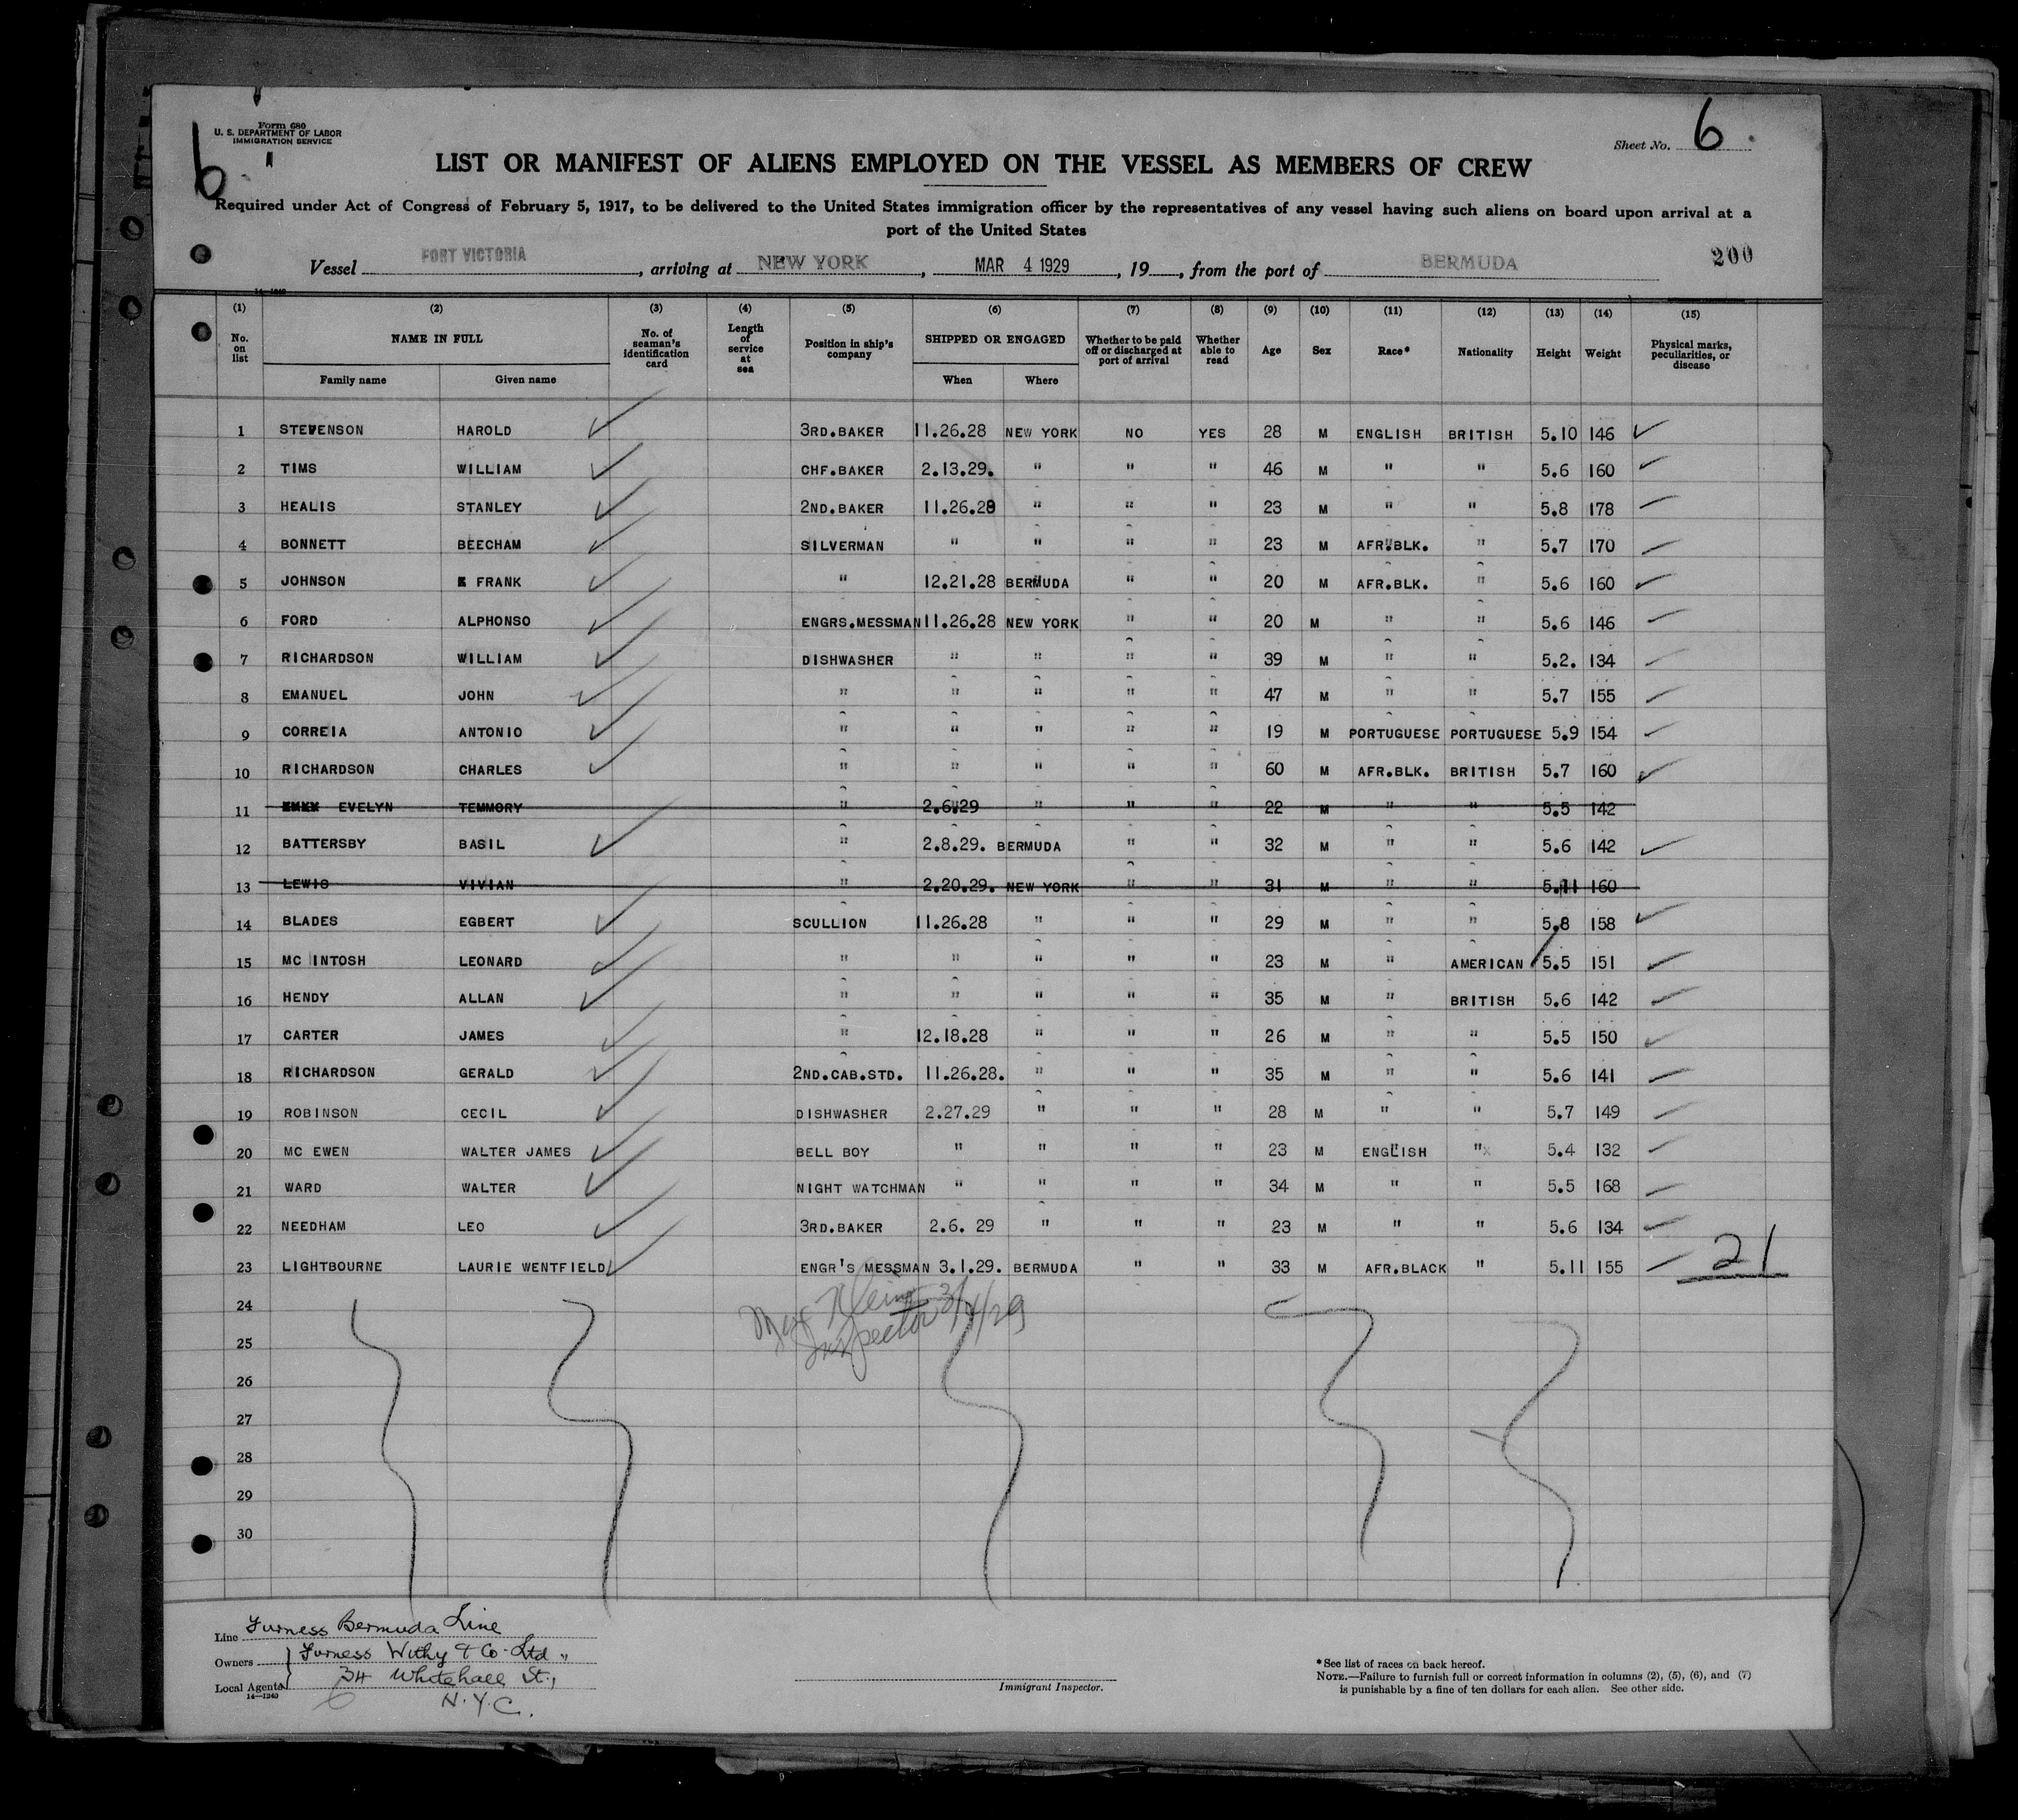 Form 680
U. S. DEPARTMENT OF LABOR
IMMIGRATION SERVICE
6
Sheet No. 6
LIST OR MANIFEST OF ALIENS EMPLOYED ON THE VESSEL AS MEMBERS OF CREW
Required under Act of Congress of February 5, 1917, to be delivered to the United States immigration officer by the representatives of any vessel having such aliens on board upon arrival at a
port of the United States
Vessel FORT VICTORIA, arriving at NEW YORK, MAR 4 1929, 19, from the port of BERMUDA 200
14—1240
(1) (2) (3) (4) (5) (6) (7) (8) (9) (10) (11) (12) (13) (14) (15)
No. on list NAME IN FULL No. of seaman's identification card Length of service at sea Position in ship's company SHIPPED OR ENGAGED Whether to be paid off or discharged at port of arrival Whether able to read Age Sex Race* Nationality Height Weight Physical marks, peculiarities, or disease
Family name Given name When Where
1 STEVENSON HAROLD 3RD.BAKER 11.26.28 NEW YORK NO YES 28 M ENGLISH BRITISH 5.10 146
2 TIMS WILLIAM CHF.BAKER 2.13.29. " " " 46 M " " 5.6 160
3 HEALIS STANLEY 2ND.BAKER 11.26.28 " " " 23 M " " 5.8 178
4 BONNETT BEECHAM SILVERMAN " " " " 23 M AFR.BLK. " 5.7 170
5 JOHNSON FRANK " 12.21.28 BERMUDA " " 20 M AFR.BLK. " 5.6 160
6 FORD ALPHONSO ENGRS.MESSMAN 11.26.28 NEW YORK " " 20 M " " 5.6 146
7 RICHARDSON WILLIAM DISHWASHER " " " " 39 M " " 5.2. 134
8 EMANUEL JOHN " " " " " 47 M " " 5.7 155
9 CORREIA ANTONIO " " " " " 19 M PORTUGUESE PORTUGUESE 5.9 154
10 RICHARDSON CHARLES " " " " " 60 M AFR.BLK. BRITISH 5.7 160
11 EVELYN TEMMORY " 2.6.29 " " " 22 M " " 5.5 142
12 BATTERSBY BASIL " 2.8.29. BERMUDA " " 32 M " " 5.6 142
13 LEWIS VIVIAN " 2.20.29. NEW YORK " " 31 M " " 5.11 160
14 BLADES EGBERT SCULLION 11.26.28 " " " 29 M " " 5.8 158
15 MC INTOSH LEONARD " " " " " 23 M " AMERICAN 5.5 151
16 HENDY ALLAN " " " " " 35 M " BRITISH 5.6 142
17 CARTER JAMES " 12.18.28 " " " 26 M " " 5.5 150
18 RICHARDSON GERALD 2ND.CAB.STD. 11.26.28. " " " 35 M " " 5.6 141
19 ROBINSON CECIL DISHWASHER 2.27.29 " " " 28 M " " 5.7 149
20 MC EWEN WALTER JAMES BELL BOY " " " " 23 M ENGLISH " 5.4 132
21 WARD WALTER NIGHT WATCHMAN " " " " 34 M " " 5.5 168
22 NEEDHAM LEO 3RD.BAKER 2.6. 29 " " " 23 M " " 5.6 134
23 LIGHTBOURNE LAURIE WENTFIELD ENGR'S MESSMAN 3.1.29. BERMUDA " " 33 M AFR.BLACK " 5.11 155
21
24
25
26
27
28
29
30
Inspector 3/4/29
Line Furness Bermuda Line
Owners Furness Withy & Co. Ltd "
Local Agents 34 Whitehall St.,
14—1240
N.Y.C.
Immigrant Inspector.
* See list of races on back hereof.
NOTE.—Failure to furnish full or correct information in columns (2), (5), (6), and (7)
is punishable by a fine of ten dollars for each alien. See other side.